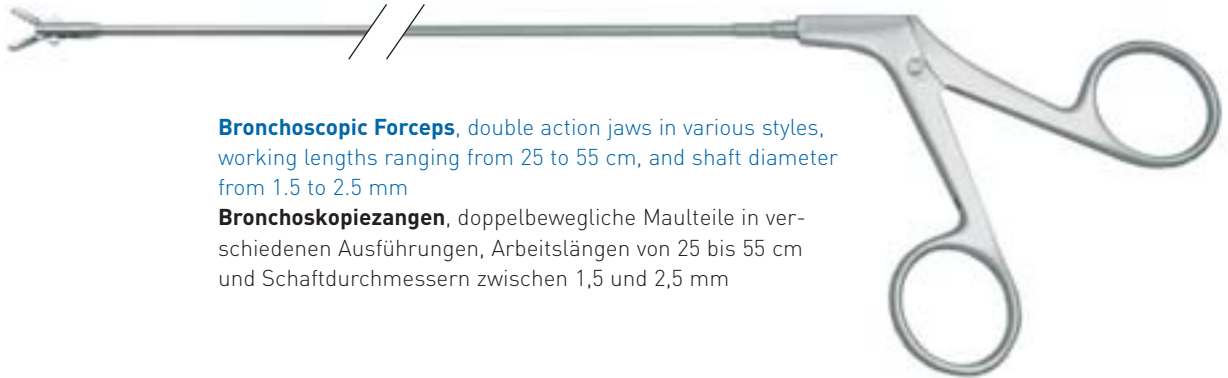 Bronchoscopic Forceps, double action jaws in various styles,
working lengths ranging from 25 to 55 cm, and shaft diameter
from 1.5 to 2.5 mm
Bronchoskopiezangen, doppelbewegliche Maulteile in ver-
schiedenen Ausführungen, Arbeitslängen von 25 bis 55 cm
und Schaftdurchmessern zwischen 1,5 und 2,5 mm